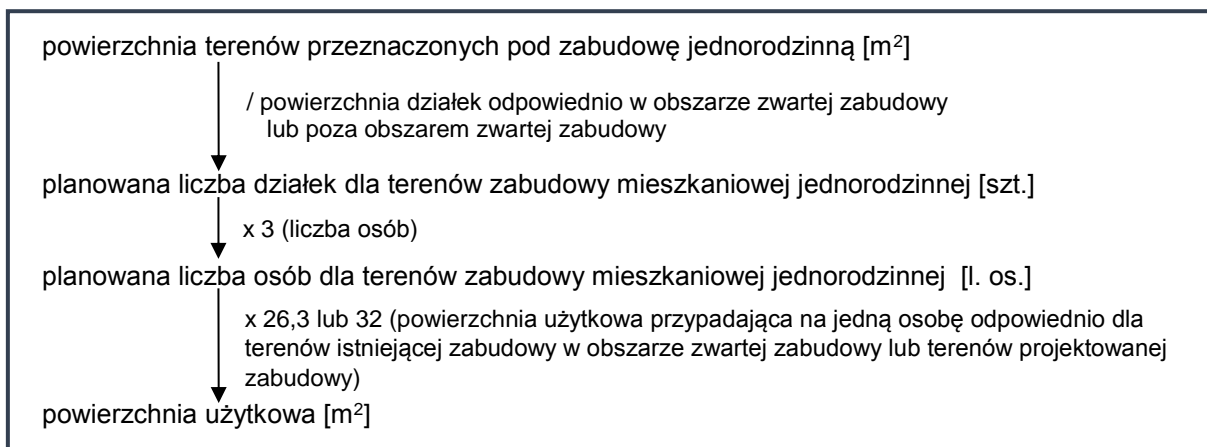 powierzchnia terenów przeznaczonych pod zabudowę jednorodzinną [m²]
/ powierzchnia działek odpowiednio w obszarze zwartej zabudowy
lub poza obszarem zwartej zabudowy
planowana liczba działek dla terenów zabudowy mieszkaniowej jednorodzinnej [szt.]
x 3 (liczba osób)
planowana liczba osób dla terenów zabudowy mieszkaniowej jednorodzinnej [l. os.]
x 26,3 lub 32 (powierzchnia użytkowa przypadająca na jedną osobę odpowiednio dla
terenów istniejącej zabudowy w obszarze zwartej zabudowy lub terenów projektowanej
zabudowy)
powierzchnia użytkowa [m²]